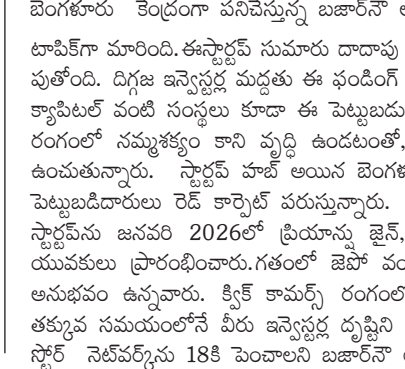 బెంగళూరు కేంద్రంగా పనిచేస్తున్న బజార్‌నౌ
టాపిక్‌గా మారింది.ఈస్టార్టప్ సుమారు దాదాపు
పుతోంది. దిగ్గజ ఇన్వెస్టర్ల మద్దతు ఈ ఫండింగ్
క్యాపిటల్ వంటి సంస్థలు కూడా ఈ పెట్టుబడు
రంగంలో నమ్మశక్యం కాని వృద్ధి ఉండటంతో,
ఉంచుతున్నారు. స్టార్టప్ హబ్ అయిన బెంగళ
పెట్టుబడిదారులు రెడ్ కార్పెట్ పరుస్తున్నారు.
స్టార్టప్‌ను జనవరి 2026లో ప్రియాన్షు జైన్,
యువకులు ప్రారంభించారు.గతంలో జెపో వం
అనుభవం ఉన్నవారు. క్విక్ కామర్స్ రంగంలో
తక్కువ సమయంలోనే వీరు ఇన్వెస్టర్ల దృష్టిని
స్టోర్ నెట్‌వర్క్‌ను 18కి పెంచాలని బజార్‌నౌ